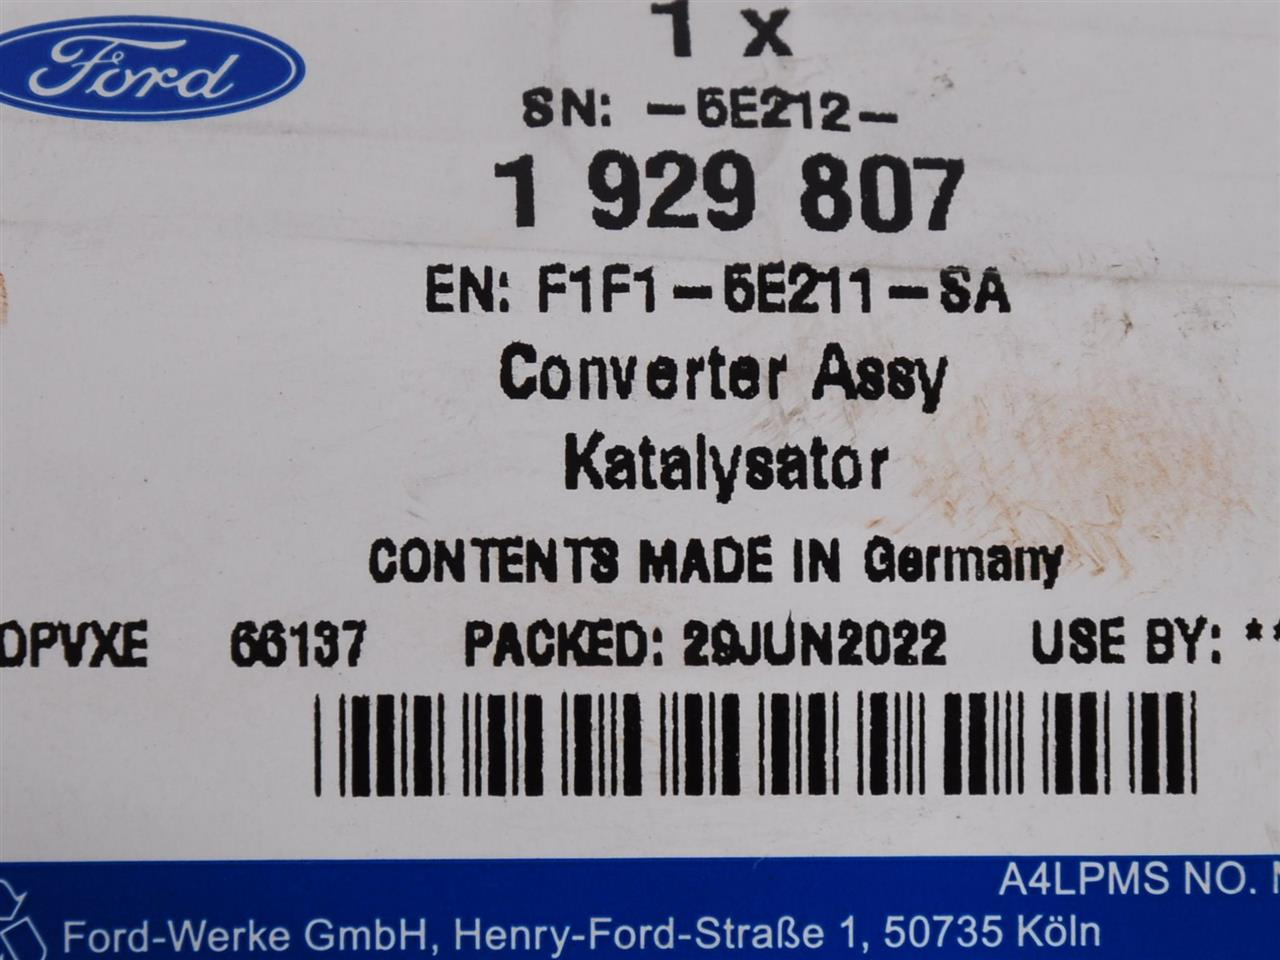 Ford
1 x
SN: -5E212-
1 929 807
EN: F1F1-5E211-SA
Converter Assy
Katalysator
CONTENTS MADE IN Germany
DPVXE 66137 PACKED: 29JUN2022 USE BY: *
A4LPMS NO.
Ford-Werke GmbH, Henry-Ford-Straße 1, 50735 Köln